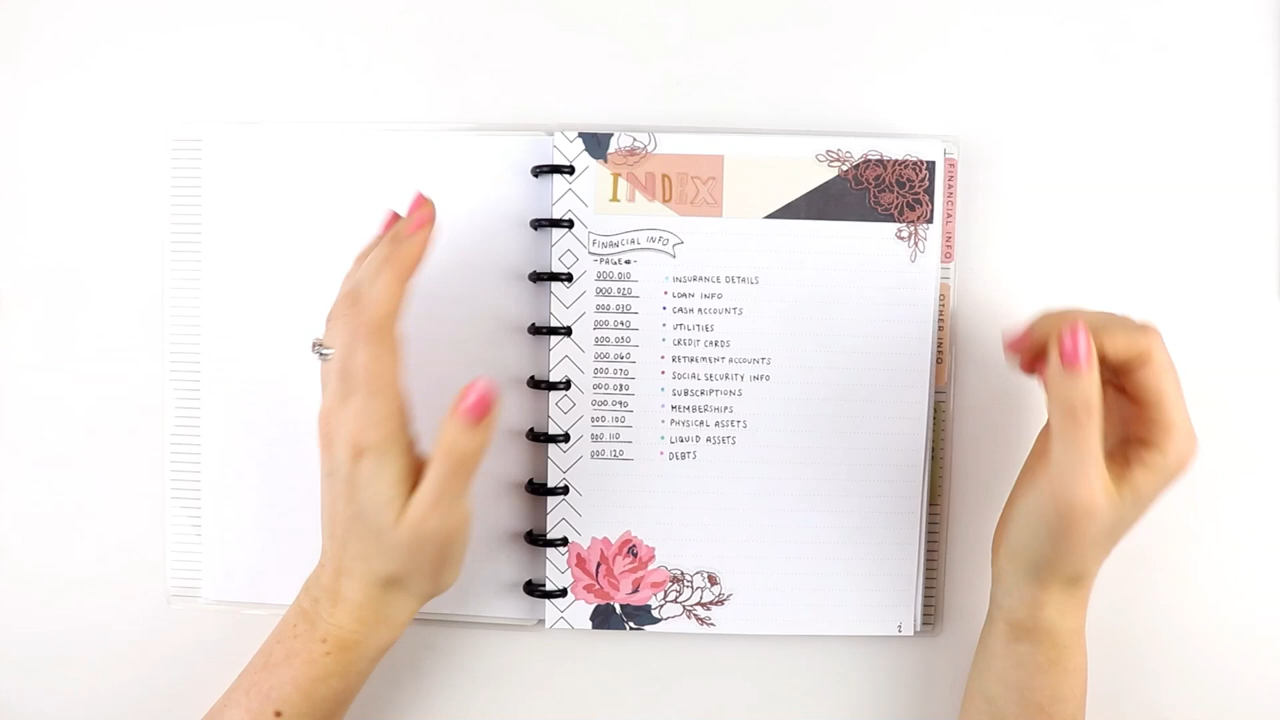 INDEX
FINANCIAL INFO
-PAGE#-
000.010 • INSURANCE DETAILS
000.020 • LOAN INFO
000.030 • CASH ACCOUNTS
000.040 • UTILITIES
000.050 • CREDIT CARDS
000.060 • RETIREMENT ACCOUNTS
000.070 • SOCIAL SECURITY INFO
000.080 • SUBSCRIPTIONS
000.090 • MEMBERSHIPS
000.100 • PHYSICAL ASSETS
000.110 • LIQUID ASSETS
000.120 • DEBTS
i
FINANCIAL INFO
OTHER INFO